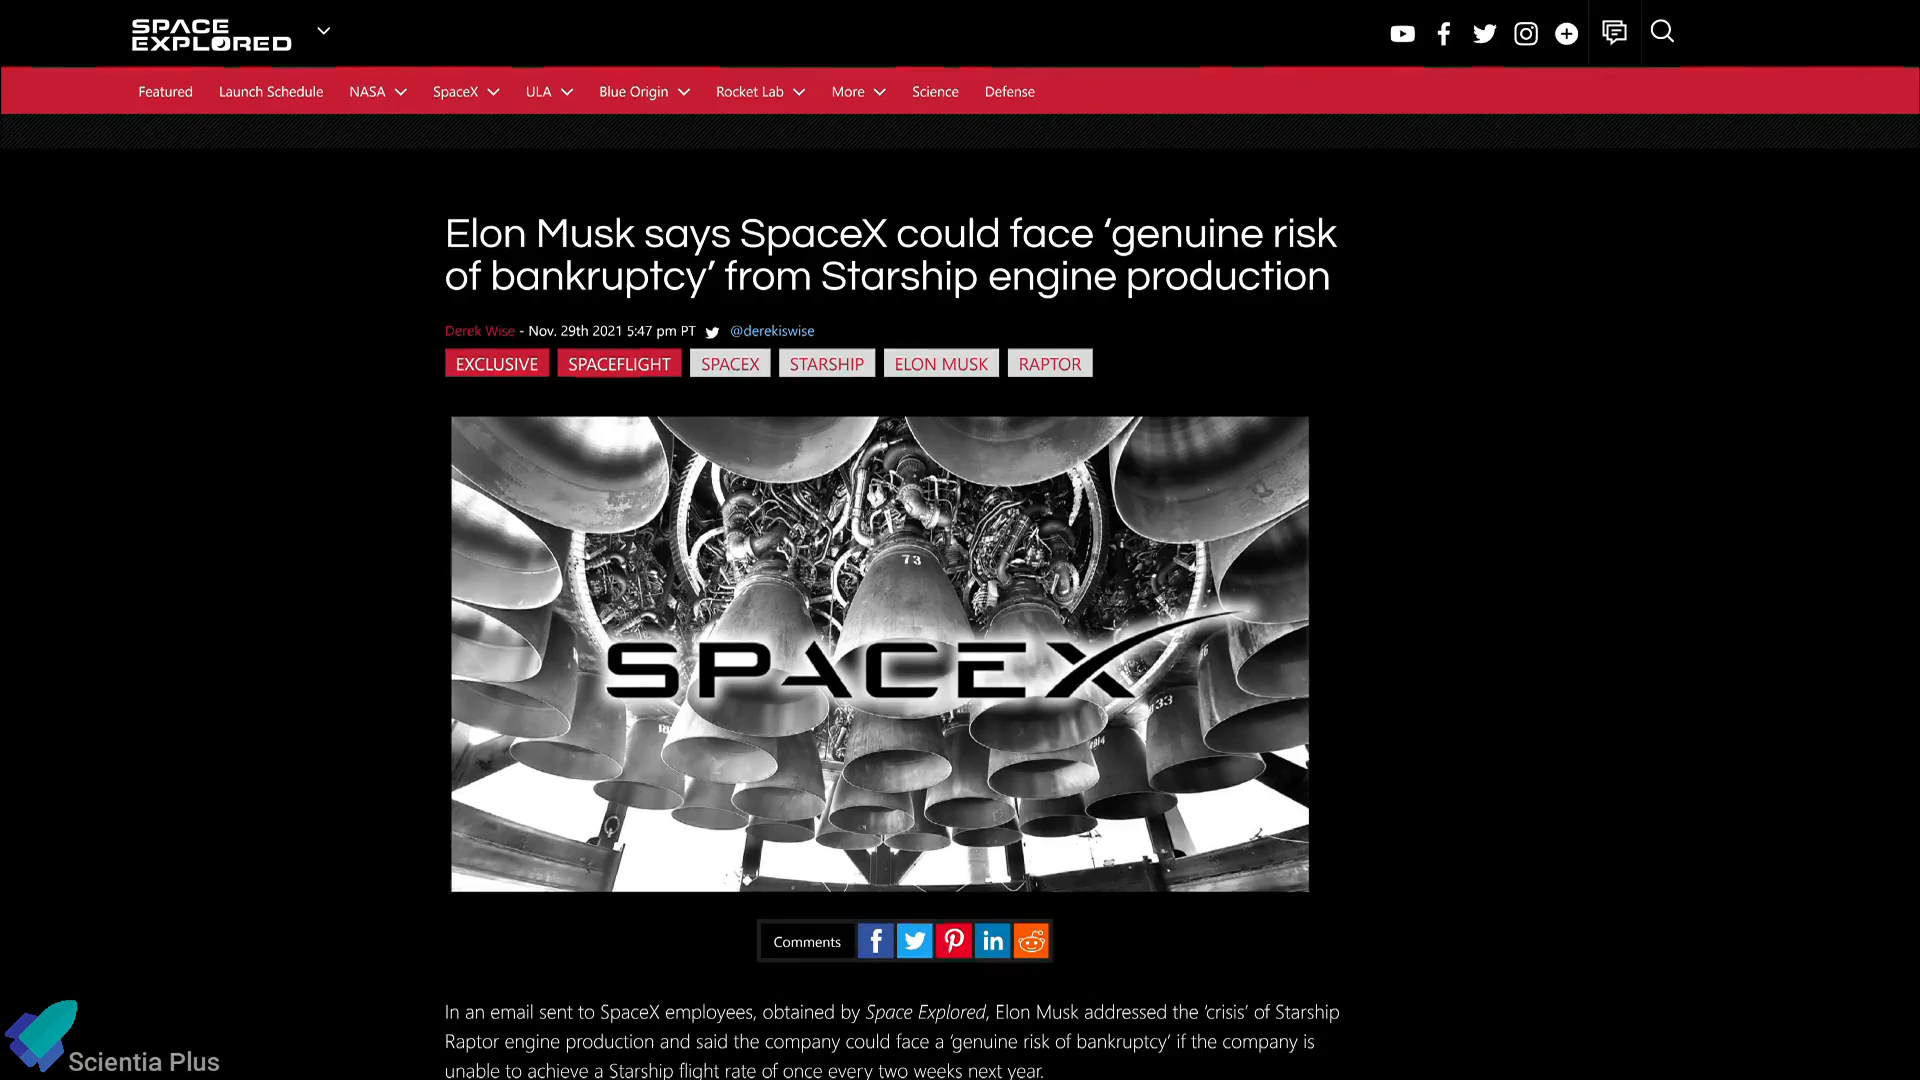 SPACE
EXPLORED
Featured Launch Schedule NASA SpaceX ULA Blue Origin Rocket Lab More Science Defense
Elon Musk says SpaceX could face ‘genuine risk
of bankruptcy’ from Starship engine production
Derek Wise - Nov. 29th 2021 5:47 pm PT @derekiswise
EXCLUSIVE SPACEFLIGHT SPACEX STARSHIP ELON MUSK RAPTOR
73
SPACEX
33
Comments
In an email sent to SpaceX employees, obtained by Space Explored, Elon Musk addressed the ‘crisis’ of Starship
Raptor engine production and said the company could face a ‘genuine risk of bankruptcy’ if the company is
unable to achieve a Starship flight rate of once every two weeks next year.
Scientia Plus